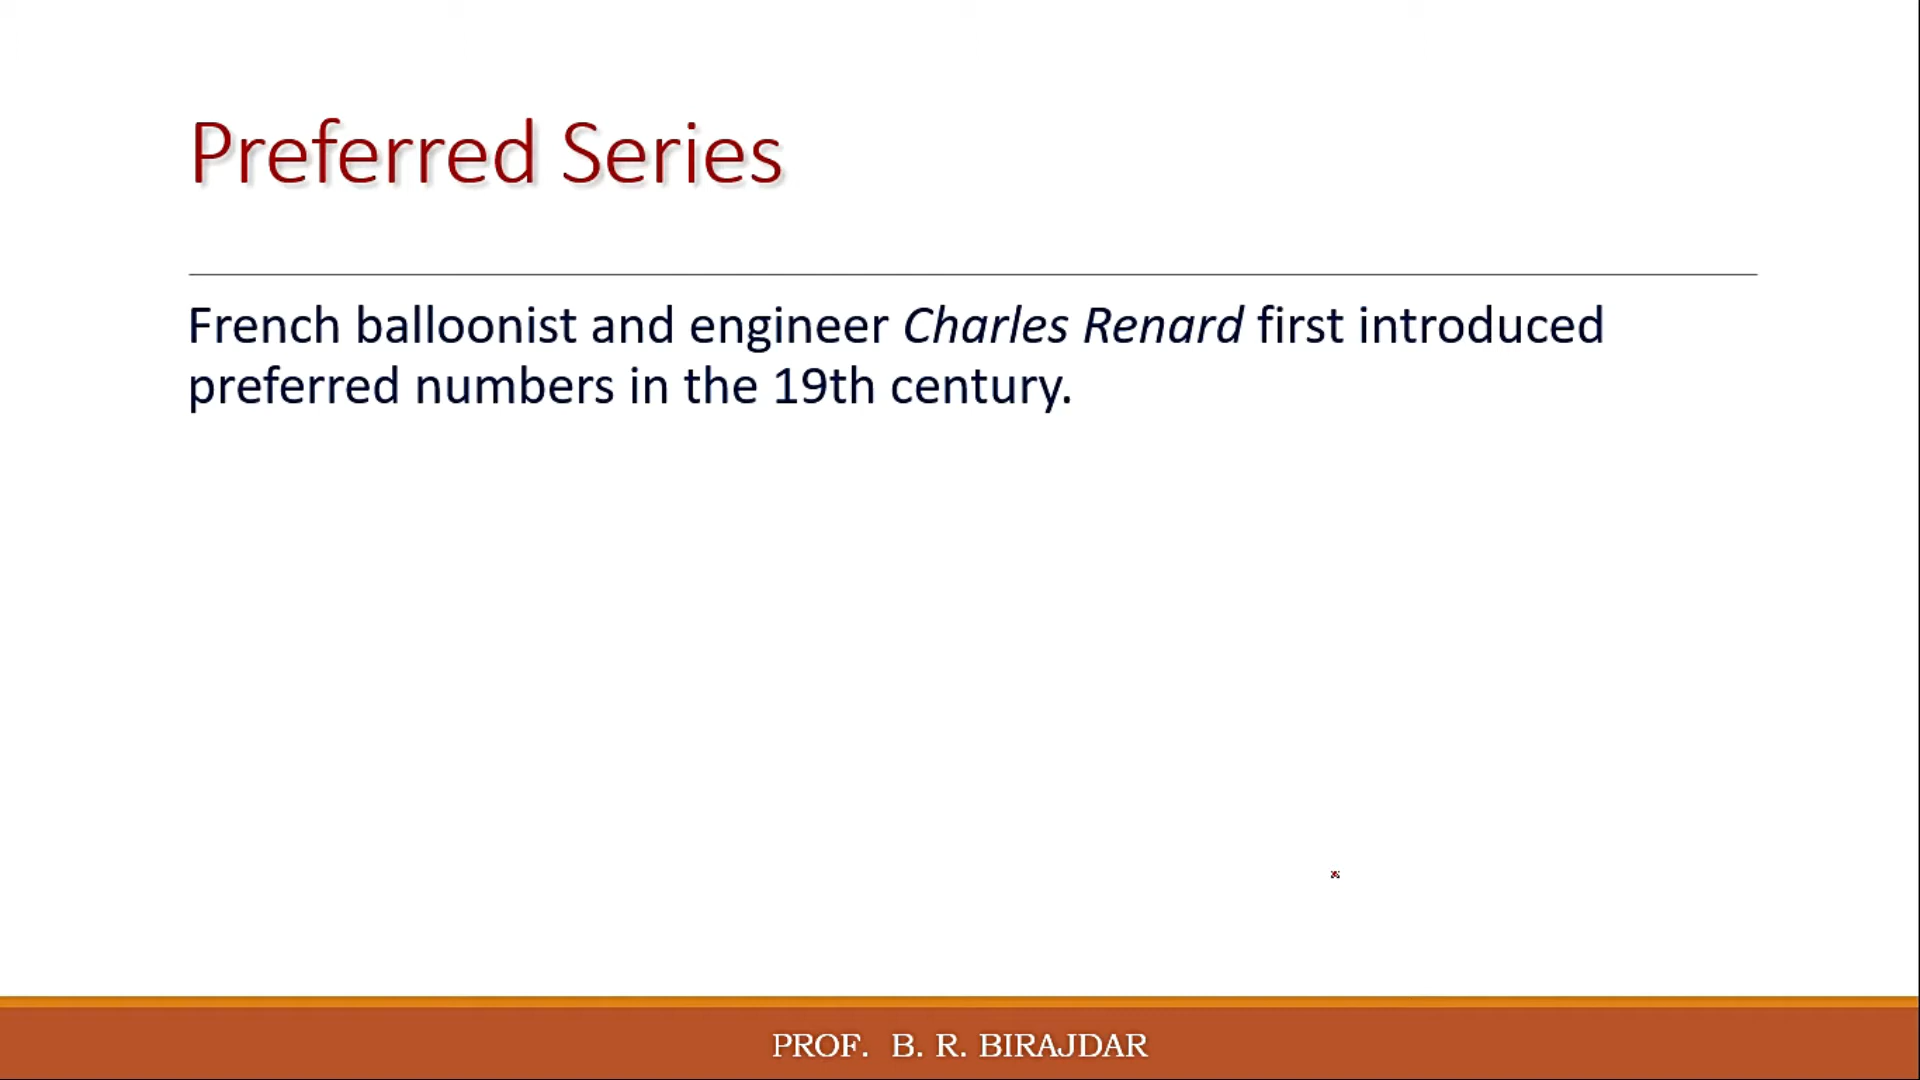 Preferred Series
French balloonist and engineer Charles Renard first introduced
preferred numbers in the 19th century.
PROF. B. R. BIRAJDAR